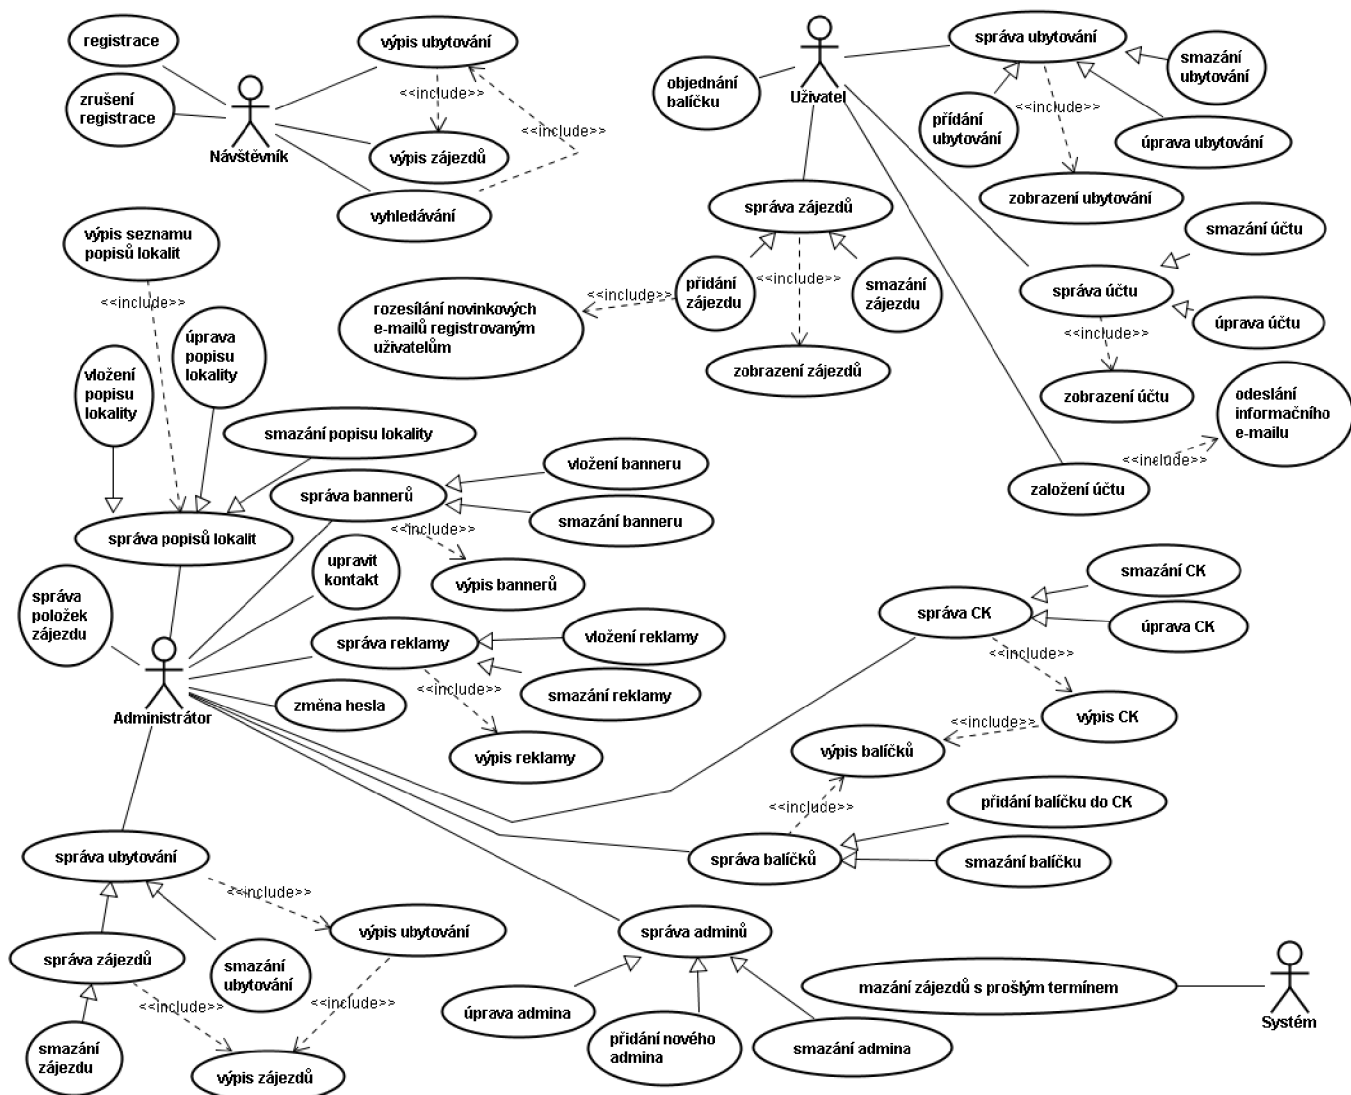 registrace
zrušení
registrace
Návštěvník
výpis ubytování
<<include>>
<<include>>
výpis zájezdů
vyhledávání
Uživatel
objednání
balíčku
správa ubytování
smazání
ubytování
<<include>>
přídání
ubytování
úprava ubytování
zobrazení ubytování
správa zájezdů
přidání
zájezdu
<<include>>
smazání
zájezdu
<<include>>
rozesílání novinkových
e-mailů registrovaným
uživatelům
zobrazení zájezdů
smazání účtu
správa účtu
úprava účtu
<<include>>
zobrazení účtu
odeslání
informačního
e-mailu
<<include>>
založení účtu
výpis seznamu
popisů lokalit
<<include>>
úprava
popisu
lokality
vložení
popisu
lokality
smazání popisu lokality
správa popisů lokalit
správa bannerů
vložení banneru
smazání banneru
<<include>>
výpis bannerů
upravit
kontakt
správa
položek
zájezdu
Administrátor
správa reklamy
vložení reklamy
<<include>>
smazání reklamy
změna hesla
výpis reklamy
správa CK
smazání CK
úprava CK
<<include>>
výpis CK
<<include>>
výpis balíčků
<<include>>
přidání balíčku do CK
správa balíčků
smazání balíčku
správa ubytování
<<include>>
výpis ubytování
správa zájezdů
smazání
ubytování
<<include>>
<<include>>
smazání
zájezdu
výpis zájezdů
správa adminů
úprava admina
přidání nového
admina
smazání admina
mazání zájezdů s prošlým termínem
Systém